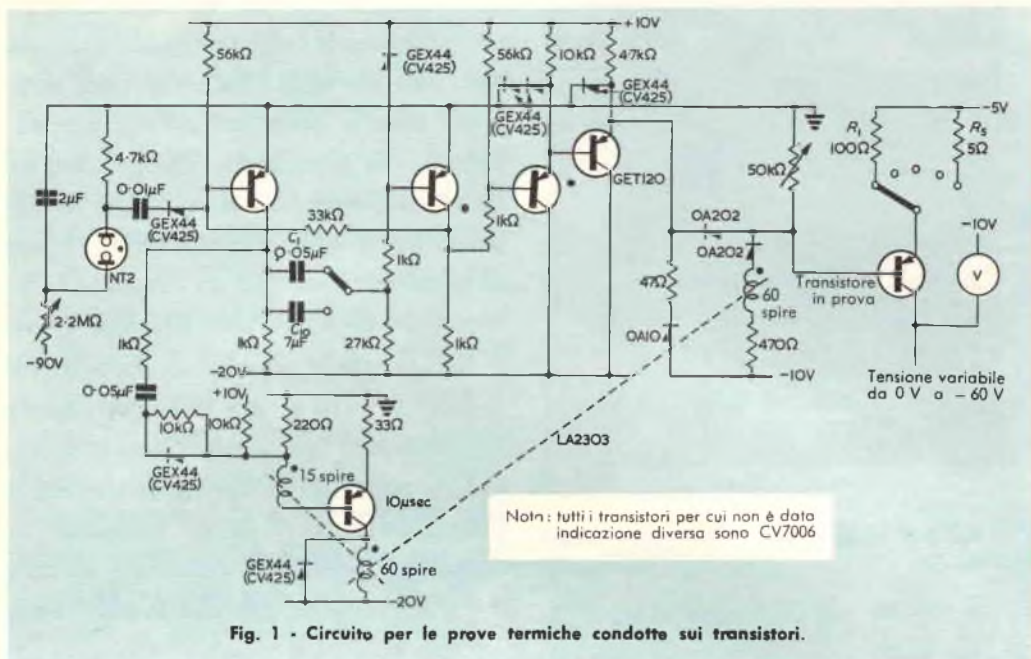 +10V
56kΩ
GEX44
(CV425)
56kΩ
10kΩ
47kΩ
GEX44
(CV425)
GEX44
(CV425)
4·7kΩ
0·01μF
2μF
GEX44
(CV425)
NT2
2·2MΩ
-90V
33kΩ
C₁
0·05μF
1kΩ
1kΩ
GET120
50kΩ
-5V
R₁
100Ω
R₅
5Ω
-10V
V
Transistore
in prova
OA202
OA202
60
spire
47Ω
OA10
470Ω
-10V
C₁₀
7μF
1kΩ
1kΩ
27kΩ
1kΩ
-20V
0·05μF
+10V
10kΩ
GEX44
(CV425)
10kΩ
220Ω
33Ω
15 spire
10μsec
LA2303
GEX44
(CV425)
60 spire
-20V
Tensione variabile
da 0 V a - 60 V
Nota: tutti i transistori per cui non è data
indicazione diversa sono CV7006
Fig. 1 - Circuito per le prove termiche condotte sui transistori.